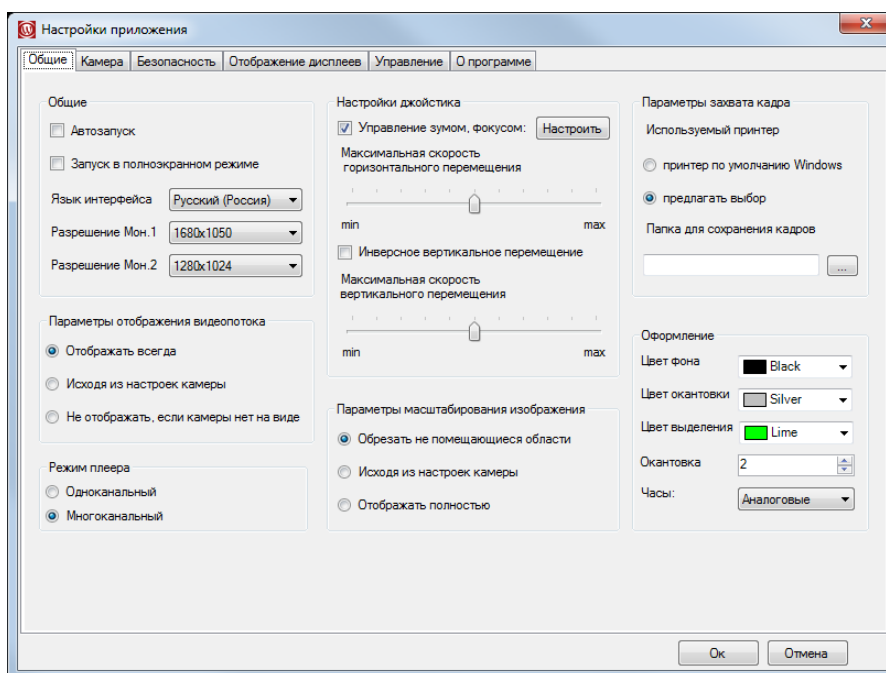 Настройки приложения
Общие
Камера
Безопасность
Отображение дисплеев
Управление
О программе
Общие
Автозапуск
Запуск в полноэкранном режиме
Язык интерфейса
Русский (Россия)
Разрешение Мон.1
1680x1050
Разрешение Мон.2
1280x1024
Параметры отображения видеопотока
Отображать всегда
Исходя из настроек камеры
Не отображать, если камеры нет на виде
Режим плеера
Одноканальный
Многоканальный
Настройки джойстика
Управление зумом, фокусом:
Настроить
Максимальная скорость
горизонтального перемещения
min
max
Инверсное вертикальное перемещение
Максимальная скорость
вертикального перемещения
min
max
Параметры масштабирования изображения
Обрезать не помещающиеся области
Исходя из настроек камеры
Отображать полностью
Параметры захвата кадра
Используемый принтер
принтер по умолчанию Windows
предлагать выбор
Папка для сохранения кадров
...
Оформление
Цвет фона
Black
Цвет окантовки
Silver
Цвет выделения
Lime
Окантовка
2
Часы:
Аналоговые
Ок
Отмена